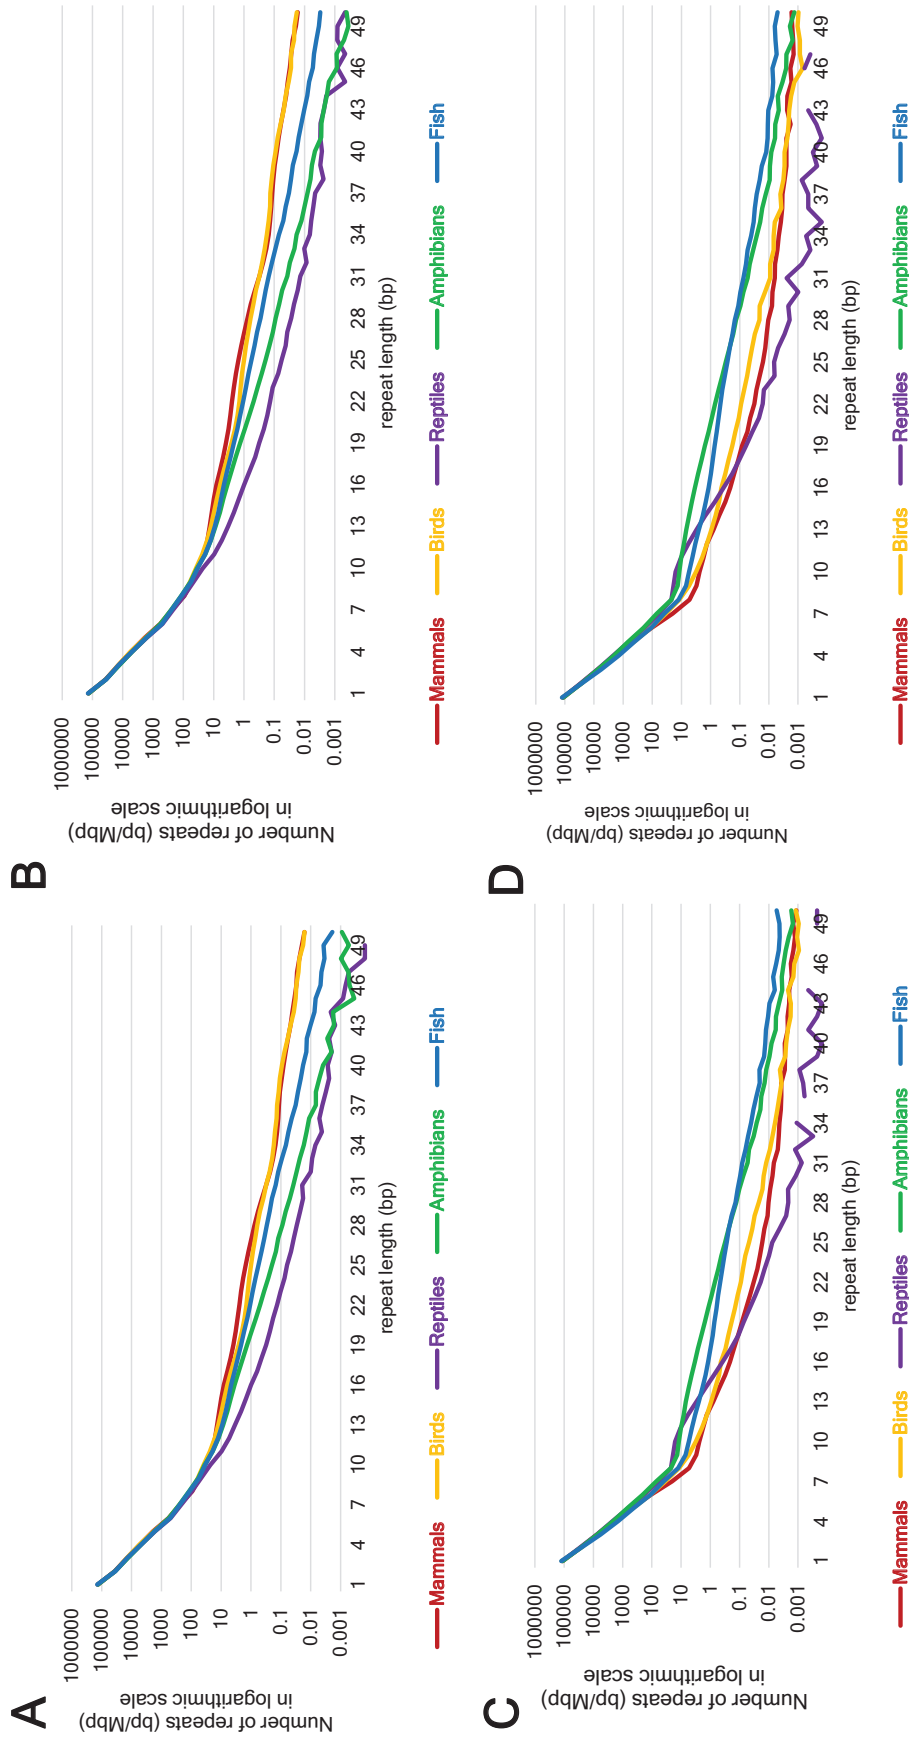 A
Number of repeats (bp/Mbp)
in logarithmic scale
1000000
100000
10000
1000
100
10
1
0.1
0.01
0.001
1 4 7 10 13 16 19 22 25 28 31 34 37 40 43 46 49
repeat length (bp)
Mammals Birds Reptiles Amphibians Fish
B
Number of repeats (bp/Mbp)
in logarithmic scale
1000000
100000
10000
1000
100
10
1
0.1
0.01
0.001
1 4 7 10 13 16 19 22 25 28 31 34 37 40 43 46 49
repeat length (bp)
Mammals Birds Reptiles Amphibians Fish
C
Number of repeats (bp/Mbp)
in logarithmic scale
1000000
100000
10000
1000
100
10
1
0.1
0.01
0.001
1 4 7 10 13 16 19 22 25 28 31 34 37 40 43 46 49
repeat length (bp)
Mammals Birds Reptiles Amphibians Fish
D
Number of repeats (bp/Mbp)
in logarithmic scale
1000000
100000
10000
1000
100
10
1
0.1
0.01
0.001
1 4 7 10 13 16 19 22 25 28 31 34 37 40 43 46 49
repeat length (bp)
Mammals Birds Reptiles Amphibians Fish